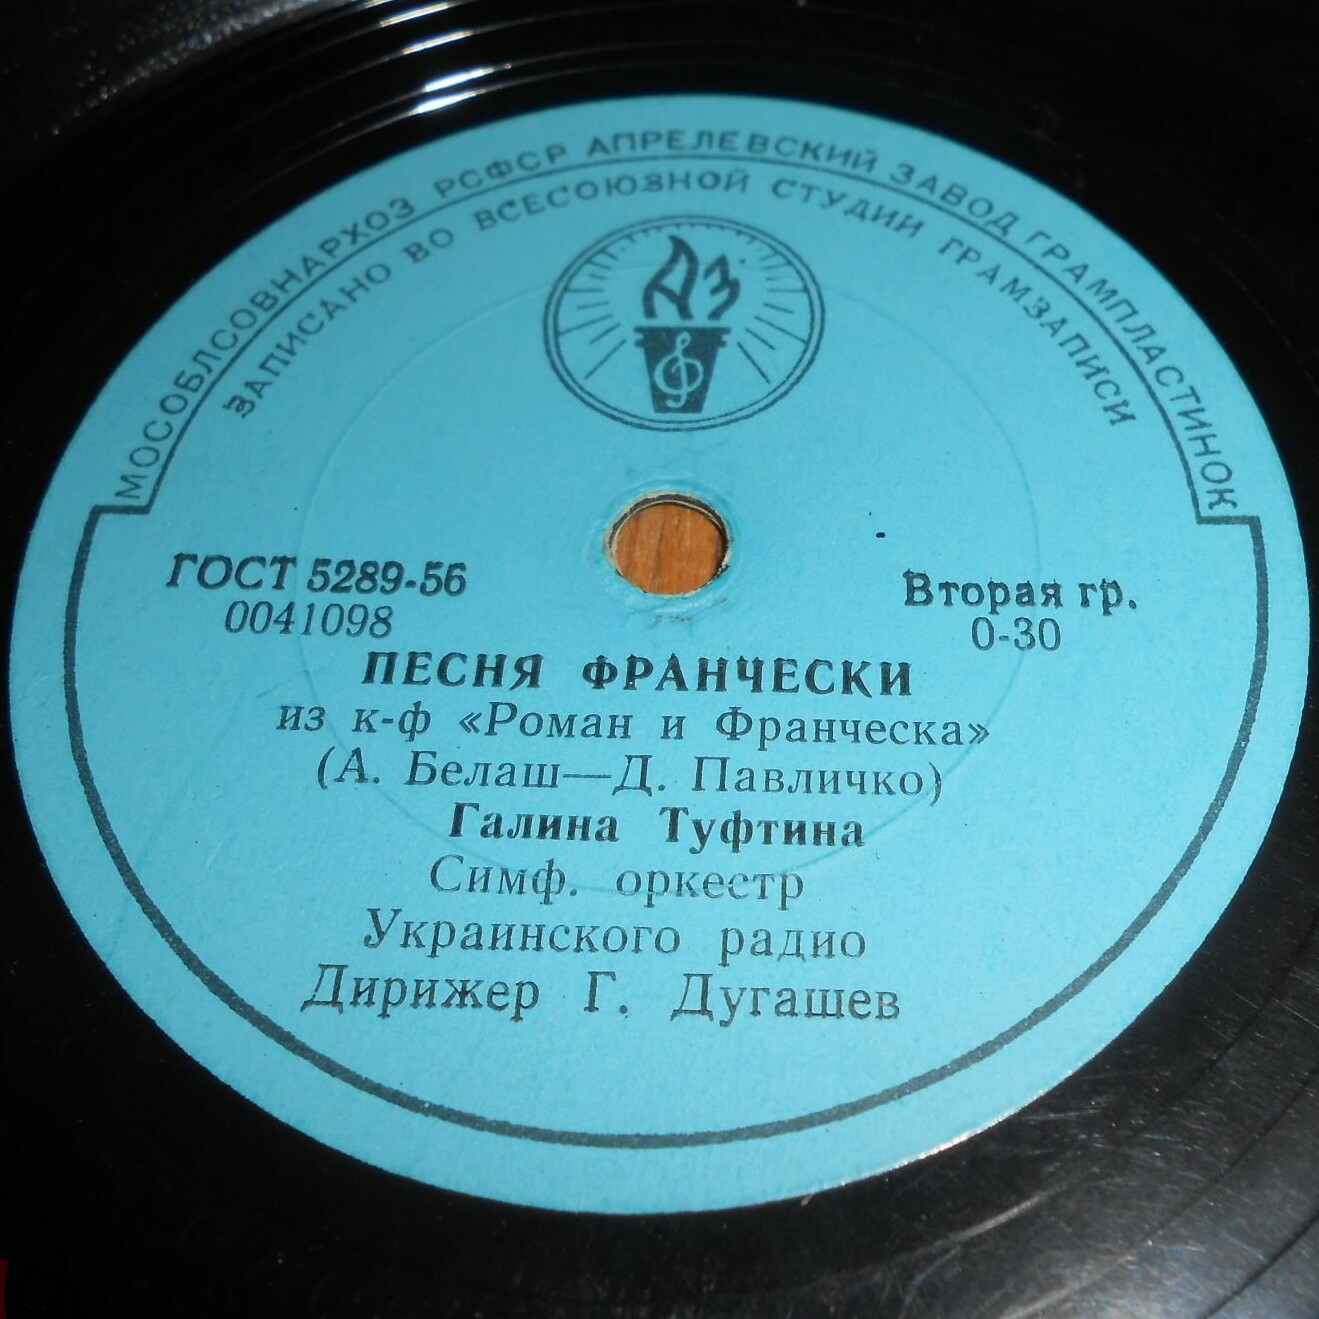 МОСОБЛСОВНАРХОЗ РСФСР АПРЕЛЕВСКИЙ ЗАВОД ГРАМПЛАСТИНОК
ЗАПИСАНО ВО ВСЕСОЮЗНОЙ СТУДИИ ГРАМЗАПИСИ
АЗ
ГОСТ 5289-56
0041098
Вторая гр.
0-30
ПЕСНЯ ФРАНЧЕСКИ
из к-ф «Роман и Франческа»
(А. Белаш—Д. Павличко)
Галина Туфтина
Симф. оркестр
Украинского радио
Дирижер Г. Дугашев